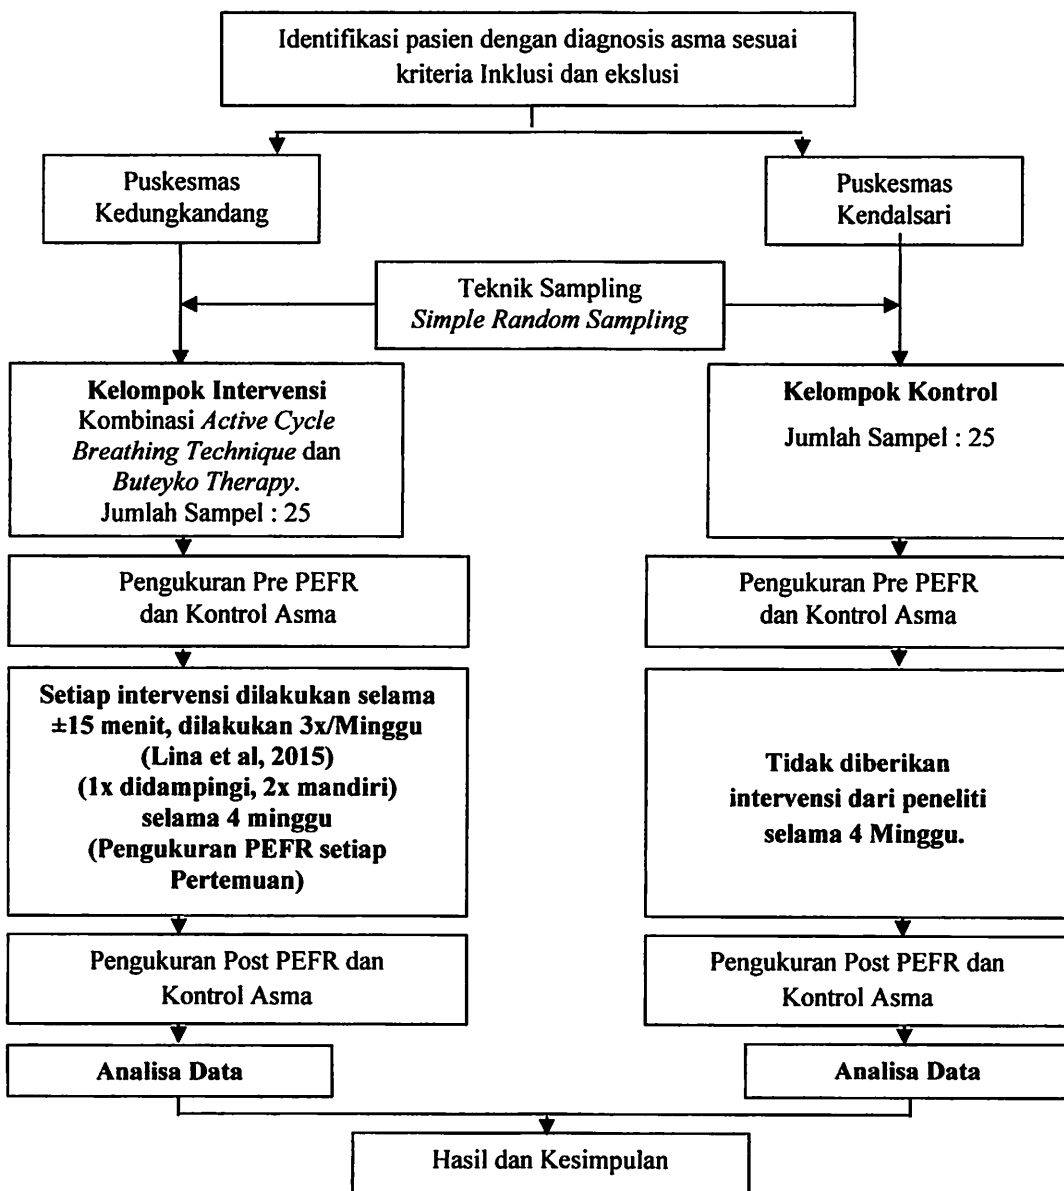 Identifikasi pasien dengan diagnosis asma sesuai
kriteria Inklusi dan ekslusi
Puskesmas
Kedungkandang
Puskesmas
Kendalsari
Teknik Sampling
Simple Random Sampling
Kelompok Intervensi
Kombinasi Active Cycle
Breathing Technique dan
Buteyko Therapy.
Jumlah Sampel : 25
Kelompok Kontrol
Jumlah Sampel : 25
Pengukuran Pre PEFR
dan Kontrol Asma
Pengukuran Pre PEFR
dan Kontrol Asma
Setiap intervensi dilakukan selama
±15 menit, dilakukan 3x/Minggu
(Lina et al, 2015)
(1x didampingi, 2x mandiri)
selama 4 minggu
(Pengukuran PEFR setiap
Pertemuan)
Tidak diberikan
intervensi dari peneliti
selama 4 Minggu.
Pengukuran Post PEFR dan
Kontrol Asma
Pengukuran Post PEFR dan
Kontrol Asma
Analisa Data
Analisa Data
Hasil dan Kesimpulan